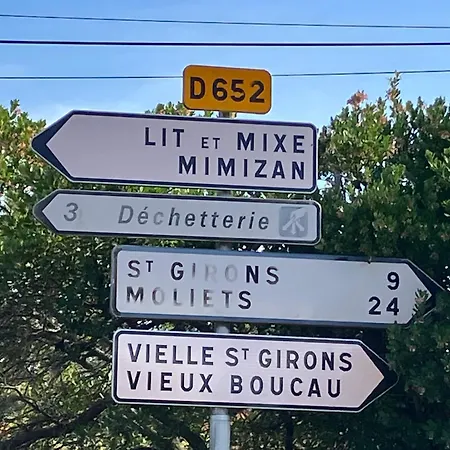 D652
LIT ET MIXE
MIMIZAN
3 Déchetterie
ST GIRONS 9
MOLIETS 24
VIELLE ST GIRONS
VIEUX BOUCAU